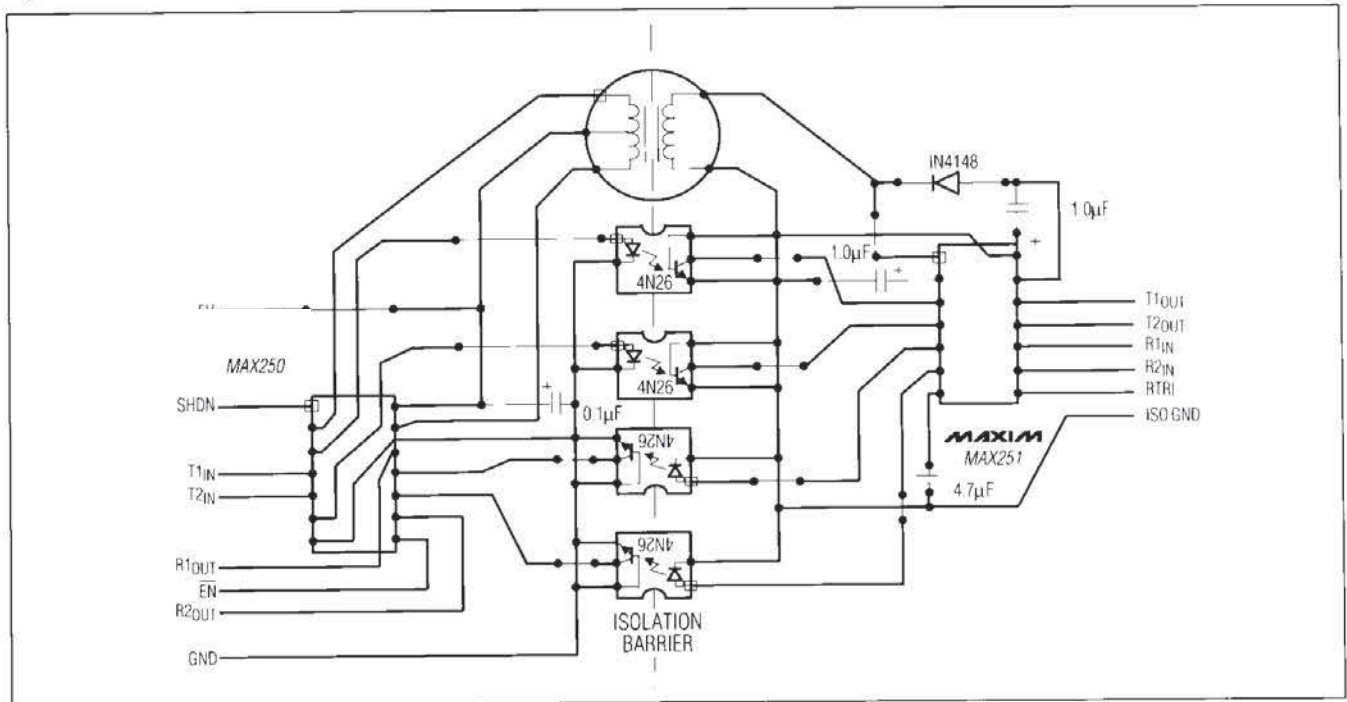 IN4148
1.0µF
+
1.0µF
+
4N26
T1OUT
T2OUT
R1IN
R2IN
RTRI
ISO GND
MAX250
4N26
SHDN
+
0.1µF
4N26
MAXIM
MAX251
4.7µF
T1IN
T2IN
4N26
R1OUT
EN
R2OUT
ISOLATION
BARRIER
GND